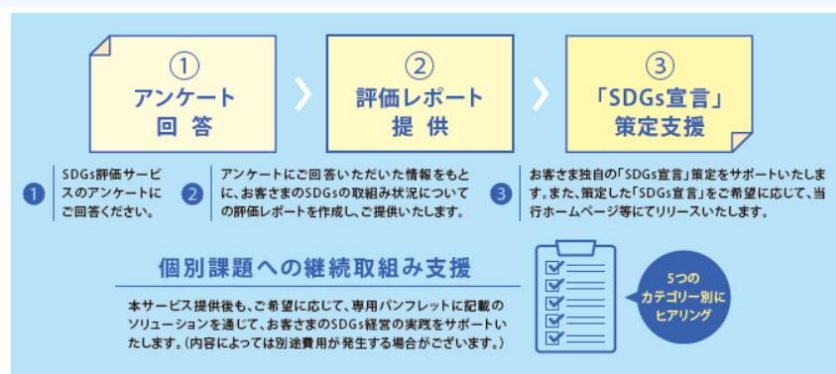 ①
アンケート
回 答
②
評価レポート
提 供
③
「SDGs宣言」
策定支援
1
SDGs評価サービ
スのアンケートに
ご回答ください。
2
アンケートにご回答いただいた情報をもと
に、お客さまのSDGsの取組み状況について
の評価レポートを作成し、ご提供いたします。
3
お客さま独自の「SDGs宣言」策定をサポートいたしま
す。また、策定した「SDGs宣言」をご希望に応じて、当
行ホームページ等にてリリースいたします。
個別課題への継続取組み支援
本サービス提供後も、ご希望に応じて、専用パンフレットに記載の
ソリューションを通じて、お客さまのSDGs経営の実践をサポートい
たします。（内容によっては別途費用が発生する場合がございます。）
5つの
カテゴリー別に
ヒアリング